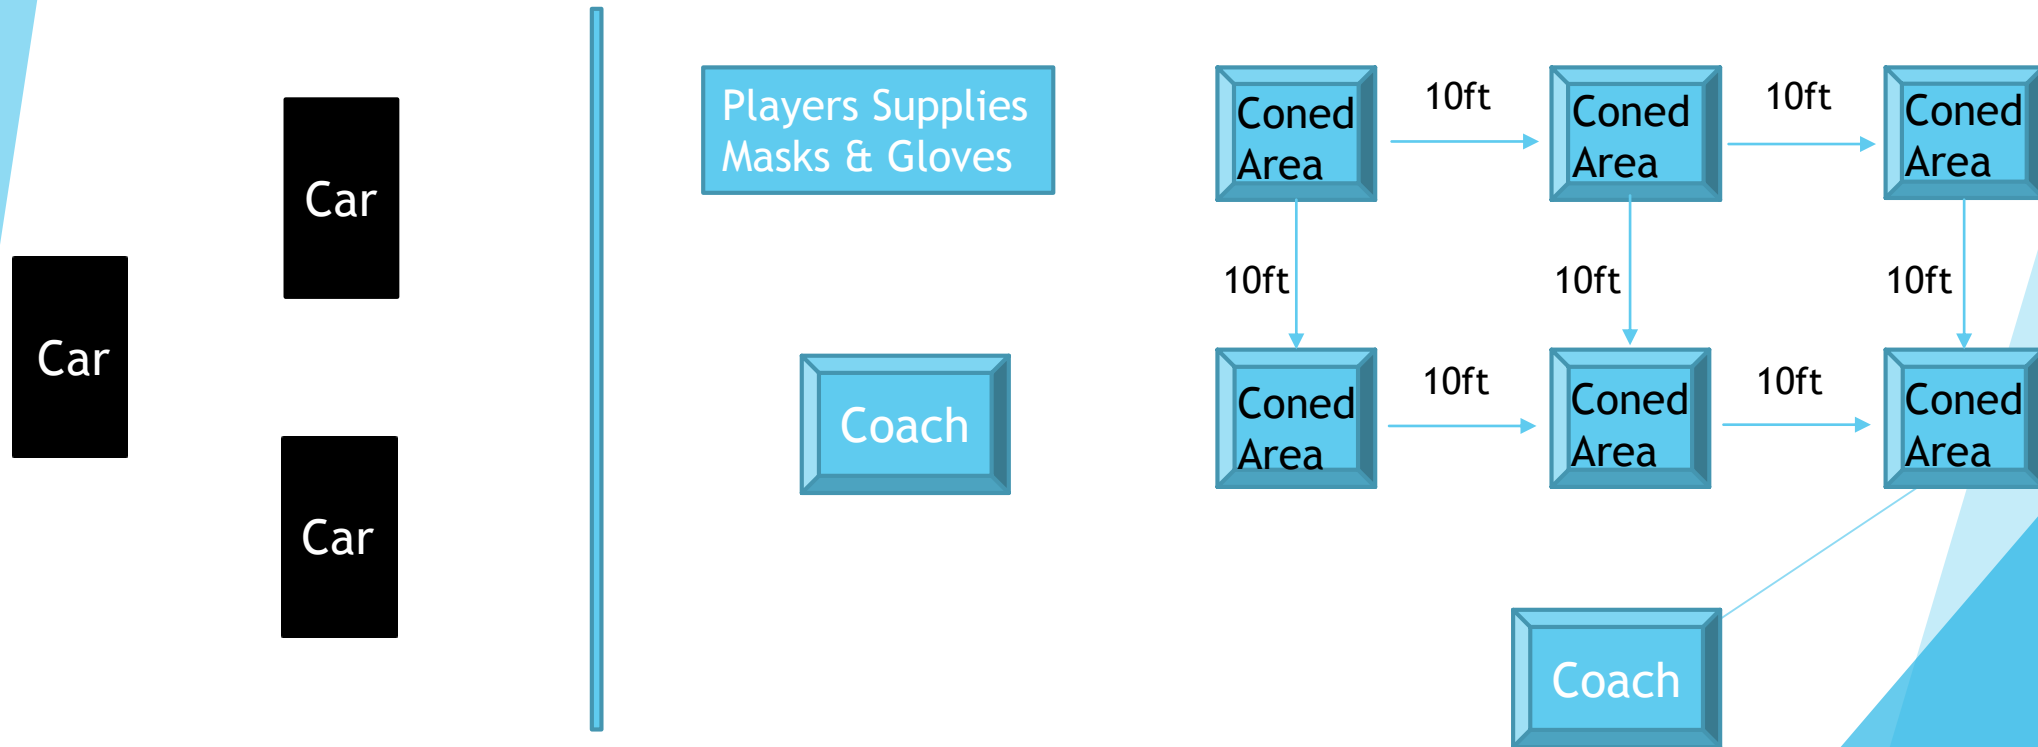 Car
Car
Car
Players Supplies
Masks & Gloves
Coach
Coned
Area
10ft
Coned
Area
10ft
Coned
Area
10ft
10ft
10ft
Coned
Area
10ft
Coned
Area
10ft
Coned
Area
Coach